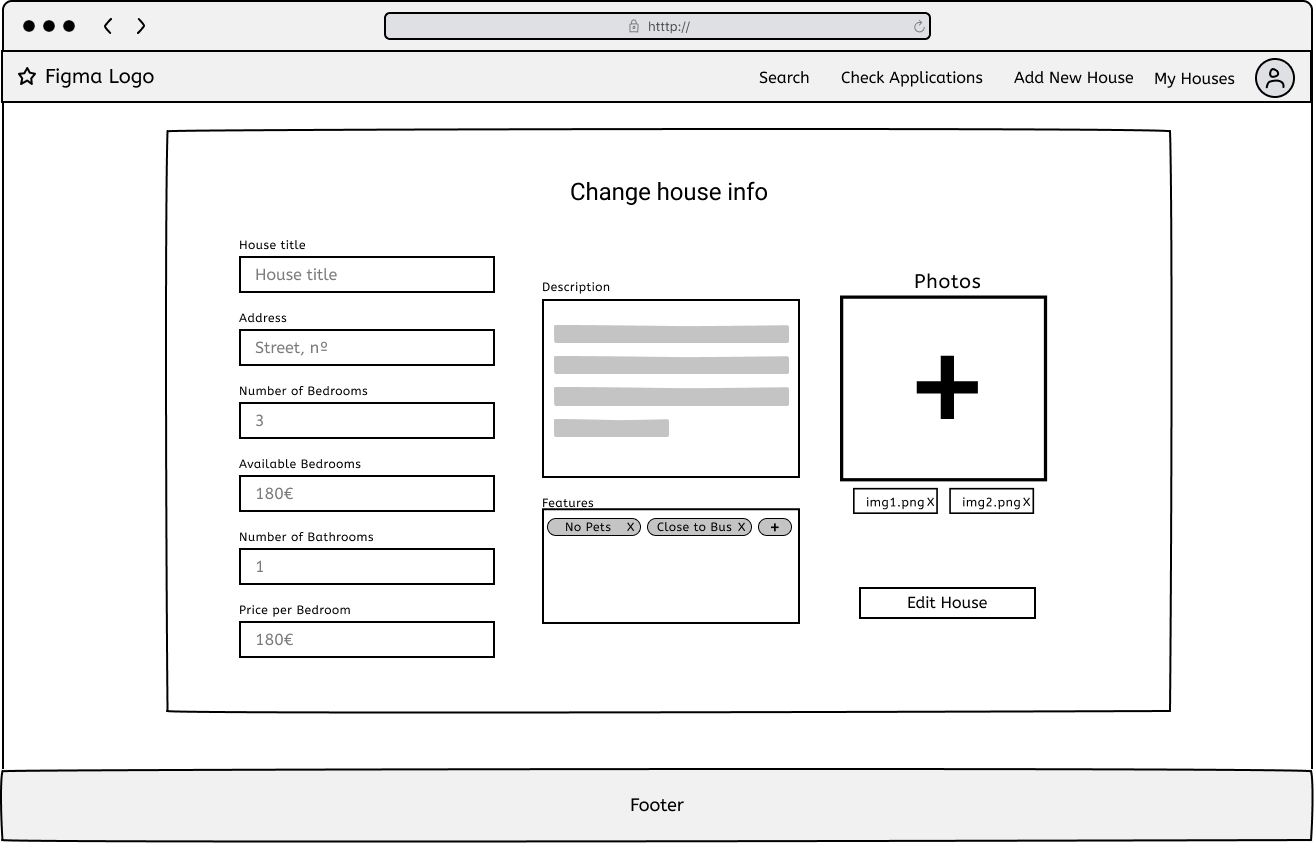 htttp://
Figma Logo
Search
Check Applications
Add New House
My Houses
Change house info
House title
House title
Address
Street, nº
Number of Bedrooms
3
Available Bedrooms
180€
Number of Bathrooms
1
Price per Bedroom
180€
Description
Features
No Pets X
Close to Bus X
+
Photos
img1.png X
img2.png X
Edit House
Footer